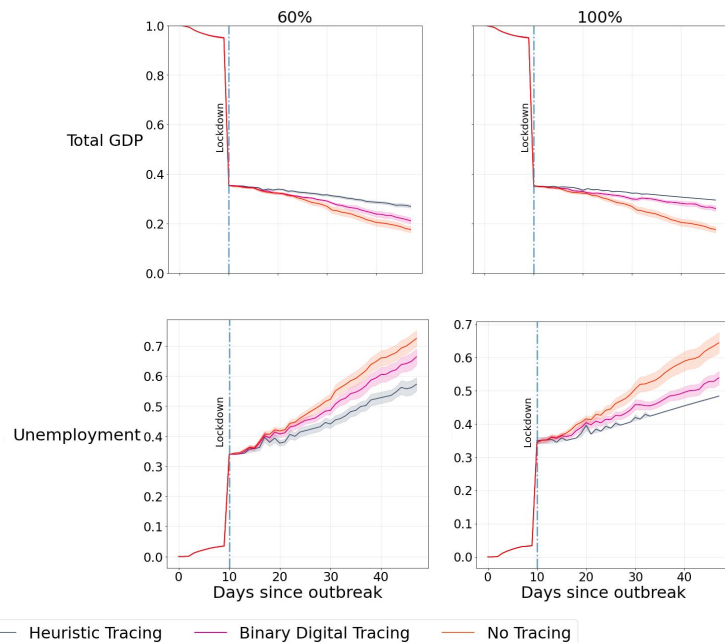 60% 100%
1.0
0.8
0.6
0.4
0.2
0.0
Total GDP
Lockdown
Lockdown
0.7
0.6
0.5
0.4
0.3
0.2
0.1
0.0
Unemployment
Lockdown
0.7
0.6
0.5
0.4
0.3
0.2
0.1
0.0
Lockdown
0 10 20 30 40
0 10 20 30 40
Days since outbreak
Days since outbreak
Heuristic Tracing Binary Digital Tracing No Tracing